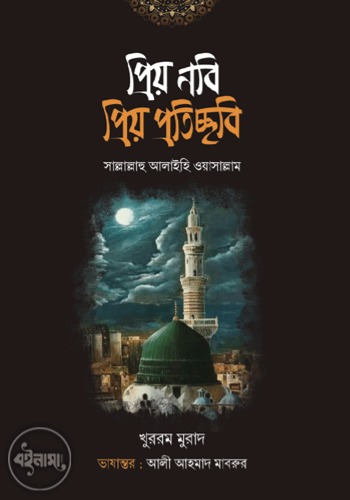 প্রিয় নবি
প্রিয় প্রতিচ্ছবি
সাল্লাল্লাহু আলাইহি ওয়াসাল্লাম
খুররম মুরাদ
ভাষান্তর : আলী আহমাদ মাবরুর
বইনামা